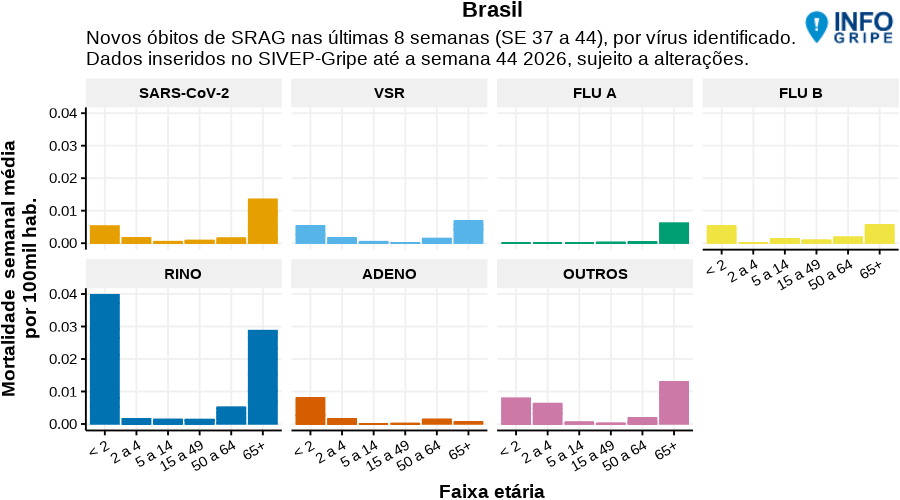 Brasil
INFO
GRIPE
Novos óbitos de SRAG nas últimas 8 semanas (SE 37 a 44), por vírus identificado.
Dados inseridos no SIVEP-Gripe até a semana 44 2026, sujeito a alterações.
SARS-CoV-2
VSR
FLU A
FLU B
0.04
0.03
0.02
0.01
0.00
< 2
2 a 4
5 a 14
15 a 49
50 a 64
65+
RINO
ADENO
OUTROS
0.04
0.03
0.02
0.01
0.00
< 2
2 a 4
5 a 14
15 a 49
50 a 64
65+
< 2
2 a 4
5 a 14
15 a 49
50 a 64
65+
< 2
2 a 4
5 a 14
15 a 49
50 a 64
65+
Mortalidade semanal média
por 100mil hab.
Faixa etária